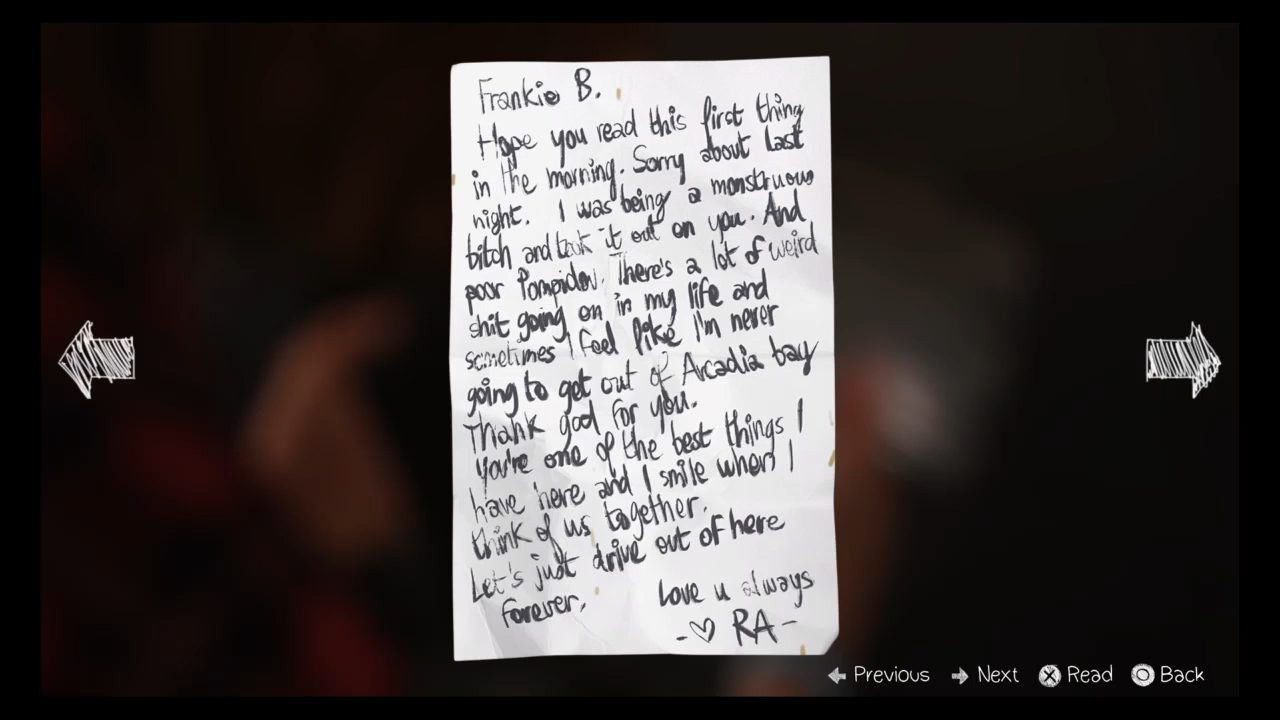 Frankie B.
Hope you read this first thing
in the morning. Sorry about last
night. I was being a monstruous
bitch and took it out on you. And
poor Pompidou. There's a lot of weird
shit going on in my life and
sometimes I feel like I'm never
going to get out of Arcadia bay
Thank god for you.
You're one of the best things I
have here and I smile when I
think of us together.
Let's just drive out of here
forever.
Love u always
-♡ RA-
Previous Next Read Back